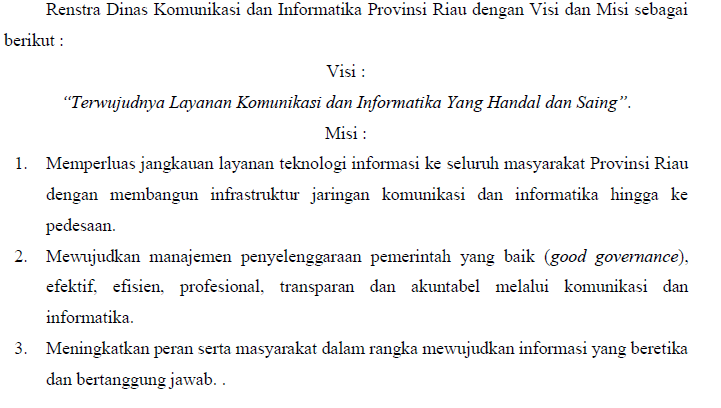 Renstra Dinas Komunikasi dan Informatika Provinsi Riau dengan Visi dan Misi sebagai
berikut :
Visi :
“Terwujudnya Layanan Komunikasi dan Informatika Yang Handal dan Saing”.
Misi :
1. Memperluas jangkauan layanan teknologi informasi ke seluruh masyarakat Provinsi Riau
dengan membangun infrastruktur jaringan komunikasi dan informatika hingga ke
pedesaan.
2. Mewujudkan manajemen penyelenggaraan pemerintah yang baik (good governance),
efektif, efisien, profesional, transparan dan akuntabel melalui komunikasi dan
informatika.
3. Meningkatkan peran serta masyarakat dalam rangka mewujudkan informasi yang beretika
dan bertanggung jawab. .